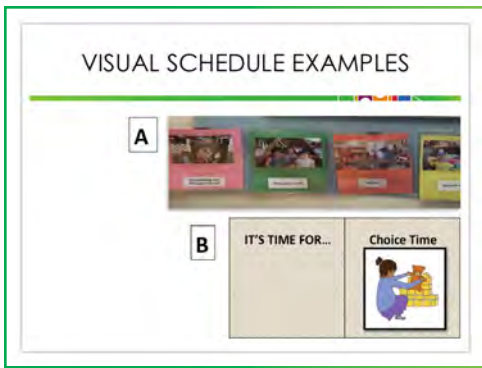 VISUAL SCHEDULE EXAMPLES
A
B
IT'S TIME FOR...
Choice Time